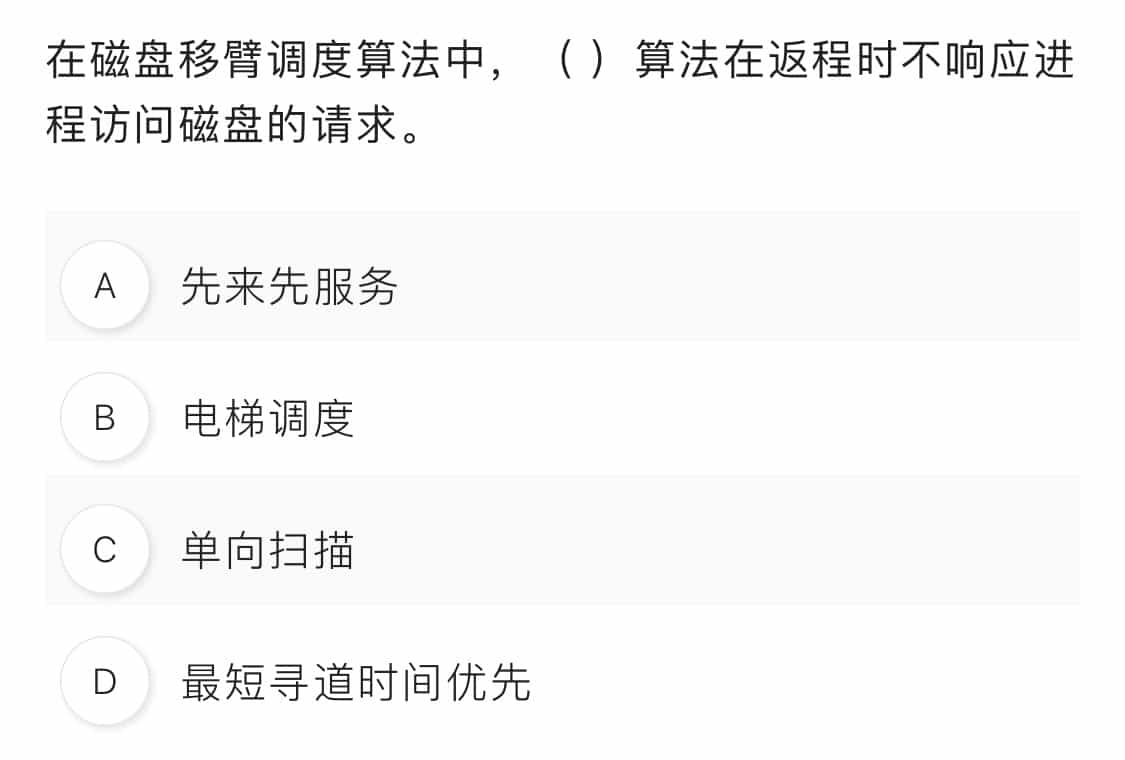 在磁盘移臂调度算法中，（ ）算法在返程时不响应进
程访问磁盘的请求。
A 先来先服务
B 电梯调度
C 单向扫描
D 最短寻道时间优先